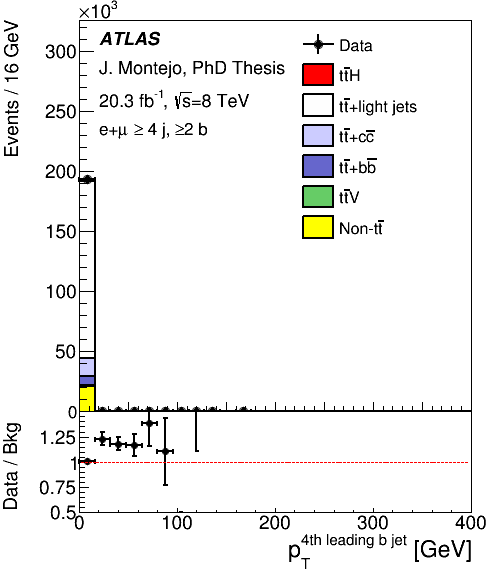 ×10³
Events / 16 GeV
300
250
200
150
100
50
0
ATLAS
J. Montejo, PhD Thesis
20.3 fb⁻¹, √s=8 TeV
e+μ ≥ 4 j, ≥2 b
Data
tt̄H
tt̄+light jets
tt̄+cc̄
tt̄+bb̄
tt̄V
Non-tt̄
Data / Bkg
1.25
1
0.75
0.5
0 100 200 300 400
p_T^4th leading b jet [GeV]